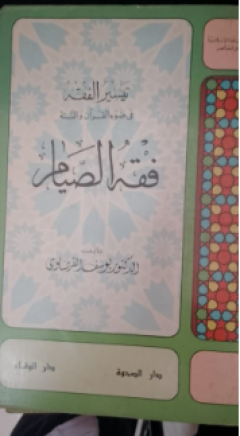 تيسير الفقه
في ضوء القرآن والسنة
فقه الصيام
الدكتور يوسف القرضاوي
دار الصحوة
دار الوفاء